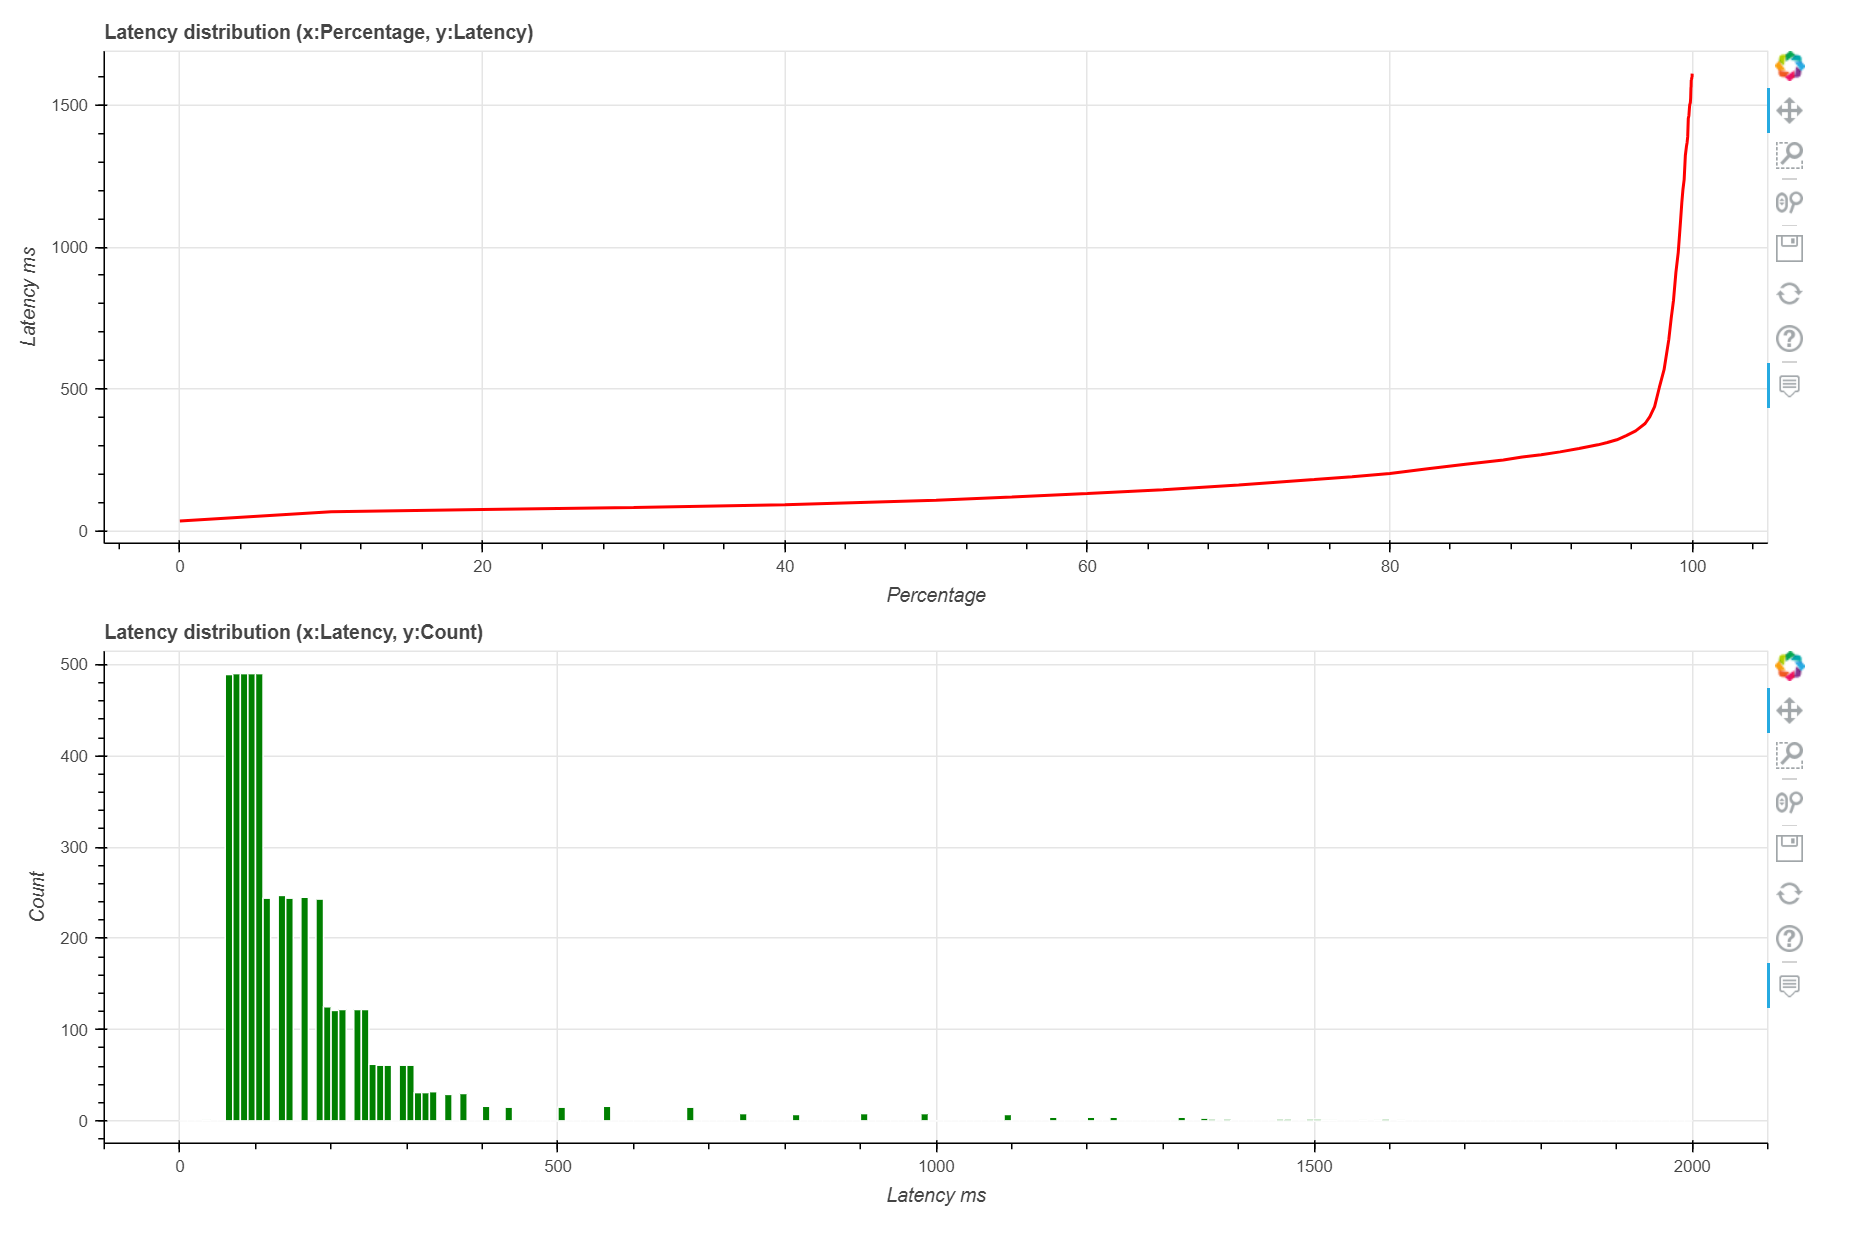 Latency distribution (x:Percentage, y:Latency)
1500
1000
500
0
Latency ms
0 20 40 60 80 100
Percentage
Latency distribution (x:Latency, y:Count)
500
400
300
200
100
0
Count
0 500 1000 1500 2000
Latency ms